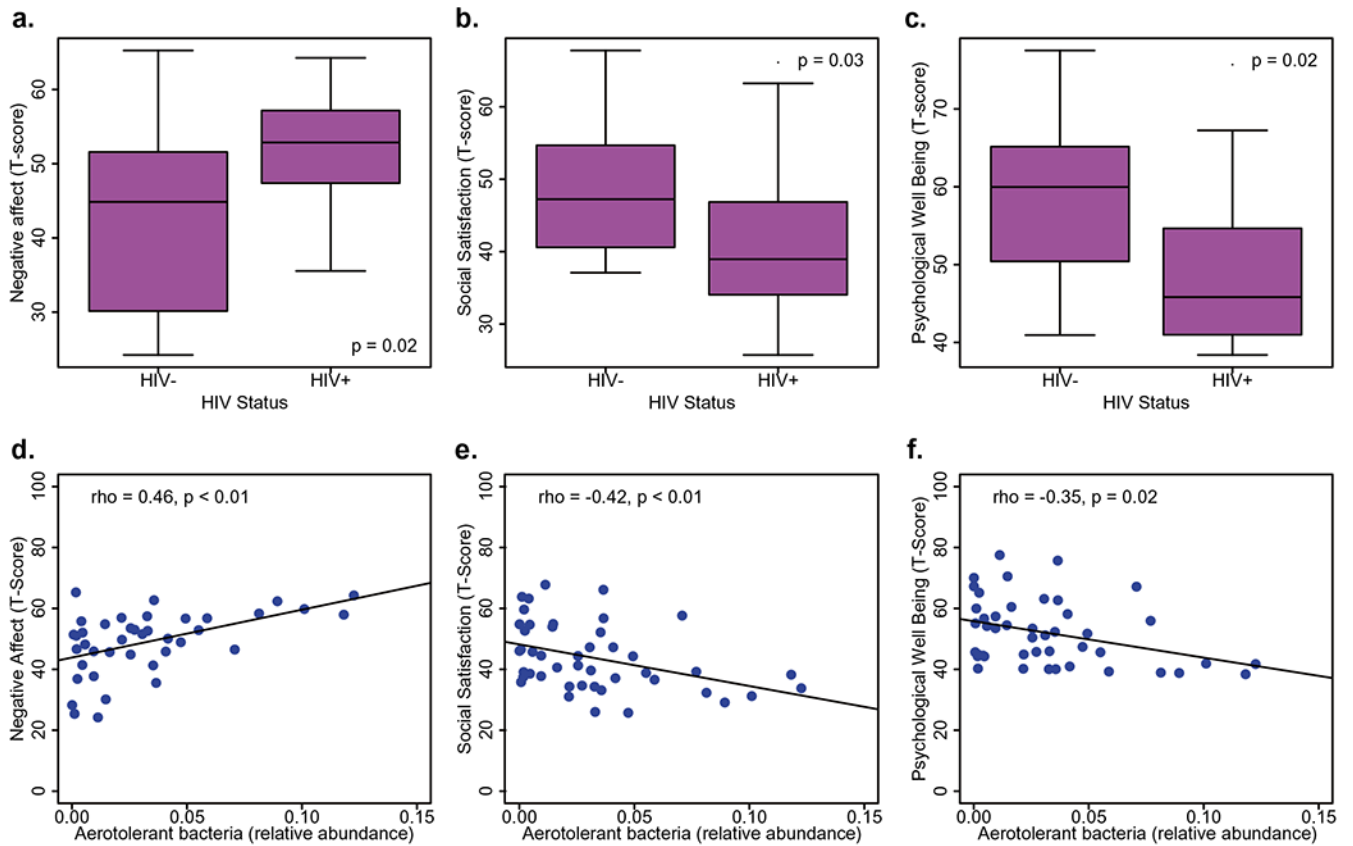 a.
Negative affect (T-score)
60
50
40
30
p = 0.02
HIV-
HIV+
HIV Status
b.
Social Satisfaction (T-score)
60
50
40
30
p = 0.03
HIV-
HIV+
HIV Status
c.
Psychological Well Being (T-score)
70
60
50
40
p = 0.02
HIV-
HIV+
HIV Status
d.
Negative Affect (T-Score)
100
80
60
40
20
0
rho = 0.46, p < 0.01
0.00 0.05 0.10 0.15
Aerotolerant bacteria (relative abundance)
e.
Social Satisfaction (T-Score)
100
80
60
40
20
0
rho = -0.42, p < 0.01
0.00 0.05 0.10 0.15
Aerotolerant bacteria (relative abundance)
f.
Psychological Well Being (T-Score)
100
80
60
40
20
0
rho = -0.35, p = 0.02
0.00 0.05 0.10 0.15
Aerotolerant bacteria (relative abundance)